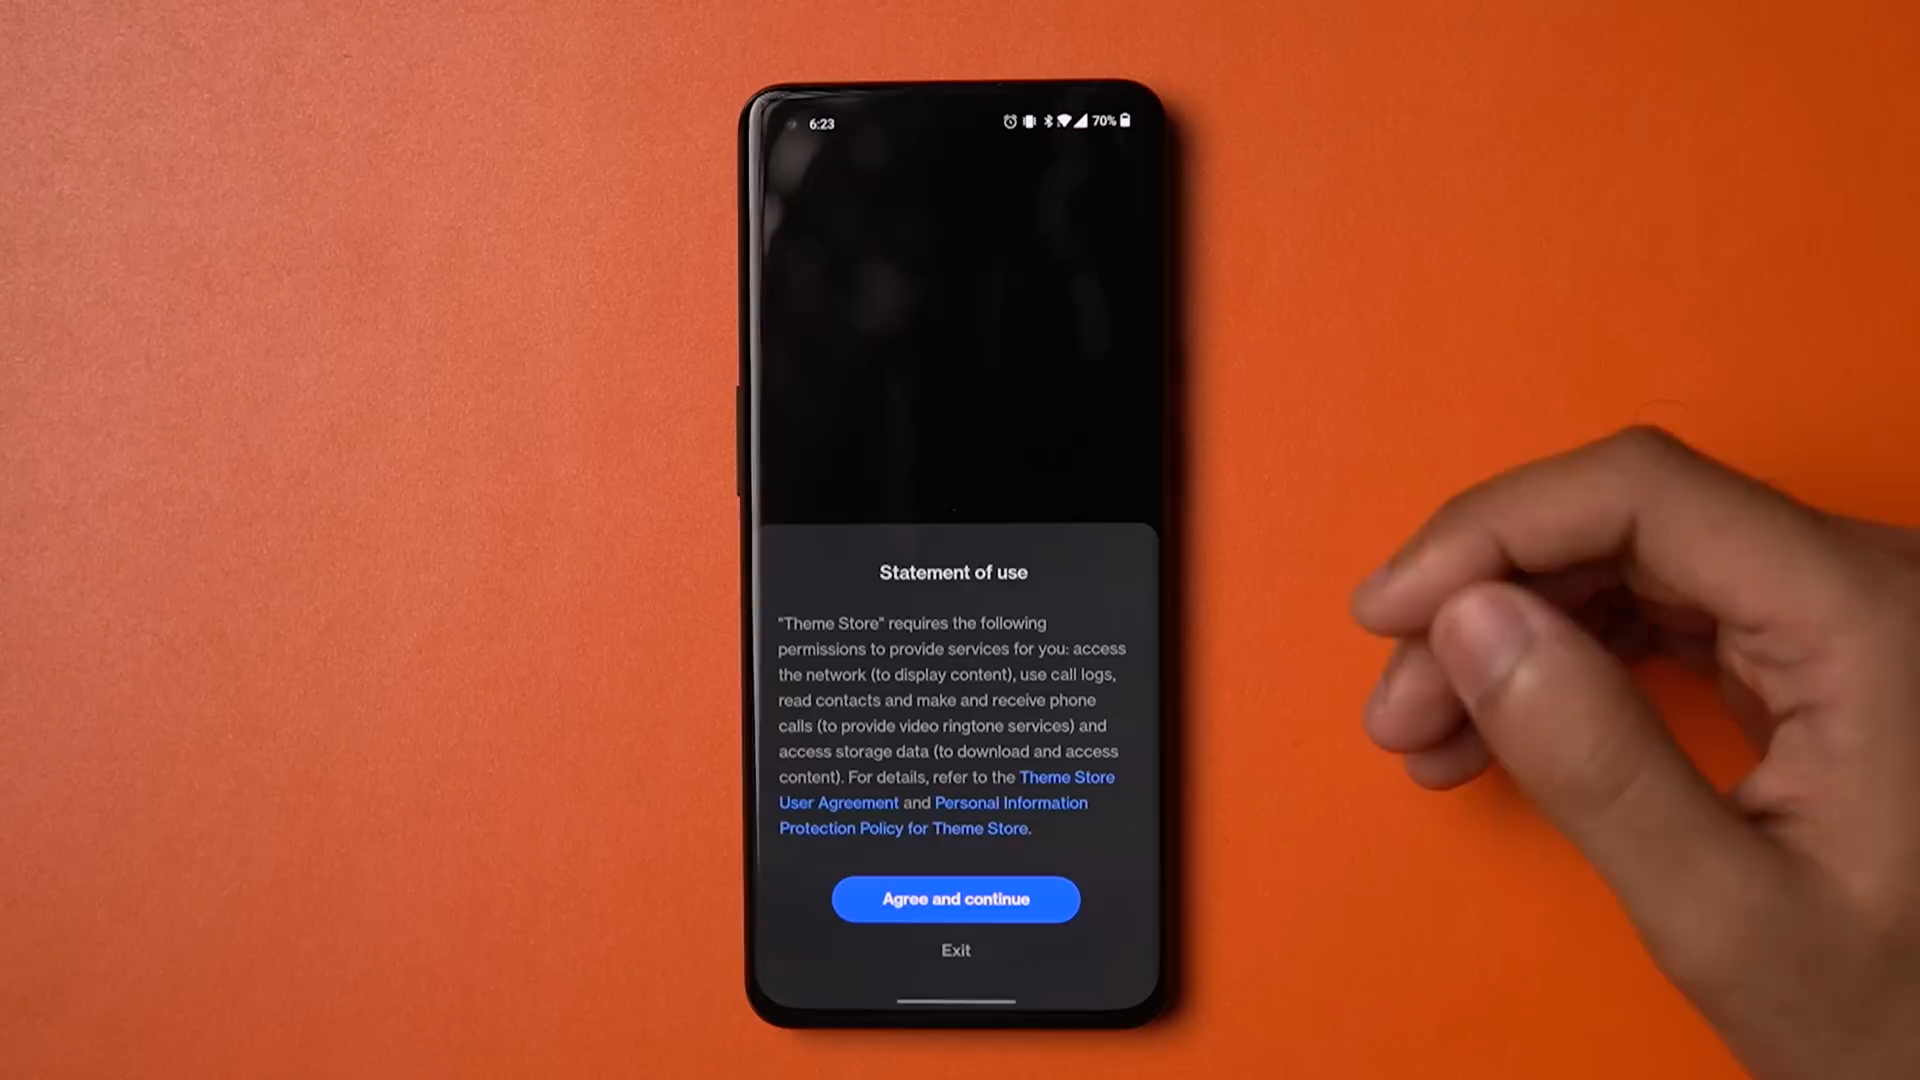 6:23
70%
Statement of use
"Theme Store" requires the following
permissions to provide services for you: access
the network (to display content), use call logs,
read contacts and make and receive phone
calls (to provide video ringtone services) and
access storage data (to download and access
content). For details, refer to the Theme Store
User Agreement and Personal Information
Protection Policy for Theme Store.
Agree and continue
Exit